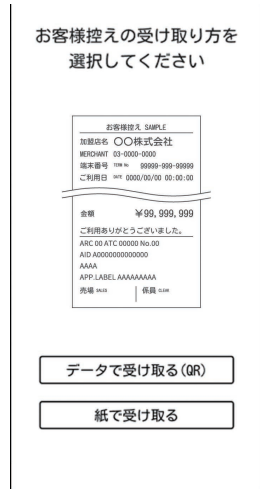 お客様控えの受け取り方を
選択してください
お客様控え SAMPLE
加盟店名 〇〇株式会社
MERCHANT 03-0000-0000
端末番号 TERM No 99999-999-99999
ご利用日 DATE 0000/00/00 00:00:00
金額 ¥99,999,999
ご利用ありがとうございました。
ARC 00 ATC 00000 No.00
AID A0000000000000
AAAA
APP.LABEL AAAAAAAAA
売場 SALES 係員 CLERK
データで受け取る(QR)
紙で受け取る